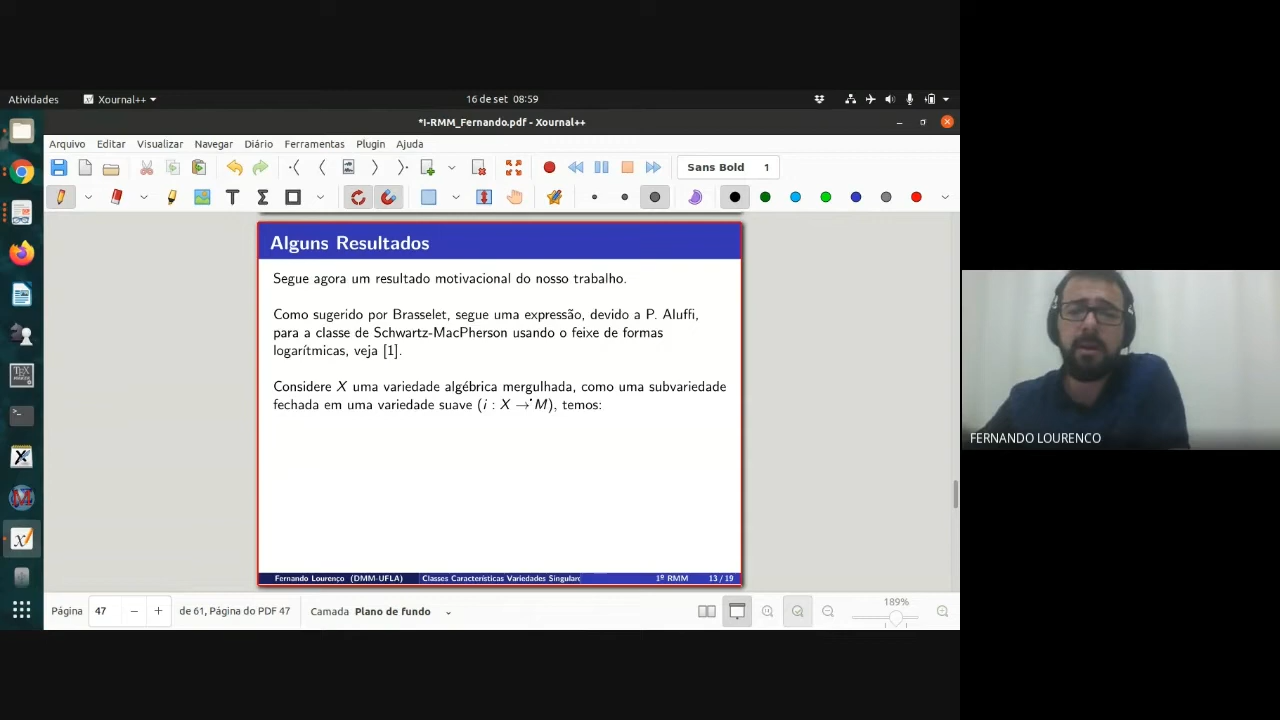 Atividades
Xournal++
16 de set 08:59
*I-RMM_Fernando.pdf - Xournal++
Arquivo Editar Visualizar Navegar Diário Ferramentas Plugin Ajuda
Sans Bold 1
Alguns Resultados
Segue agora um resultado motivacional do nosso trabalho.
Como sugerido por Brasselet, segue uma expressão, devido a P. Aluffi,
para a classe de Schwartz-MacPherson usando o feixe de formas
logarítmicas, veja [1].
Considere X uma variedade algébrica mergulhada, como uma subvariedade
fechada em uma variedade suave (i : X → M), temos:
Fernando Lourenço (DMM-UFLA) Classes Características Variedades Singular 1º RMM 13 / 19
FERNANDO LOURENCO
Página 47 de 61, Página do PDF 47 Camada Plano de fundo 189%